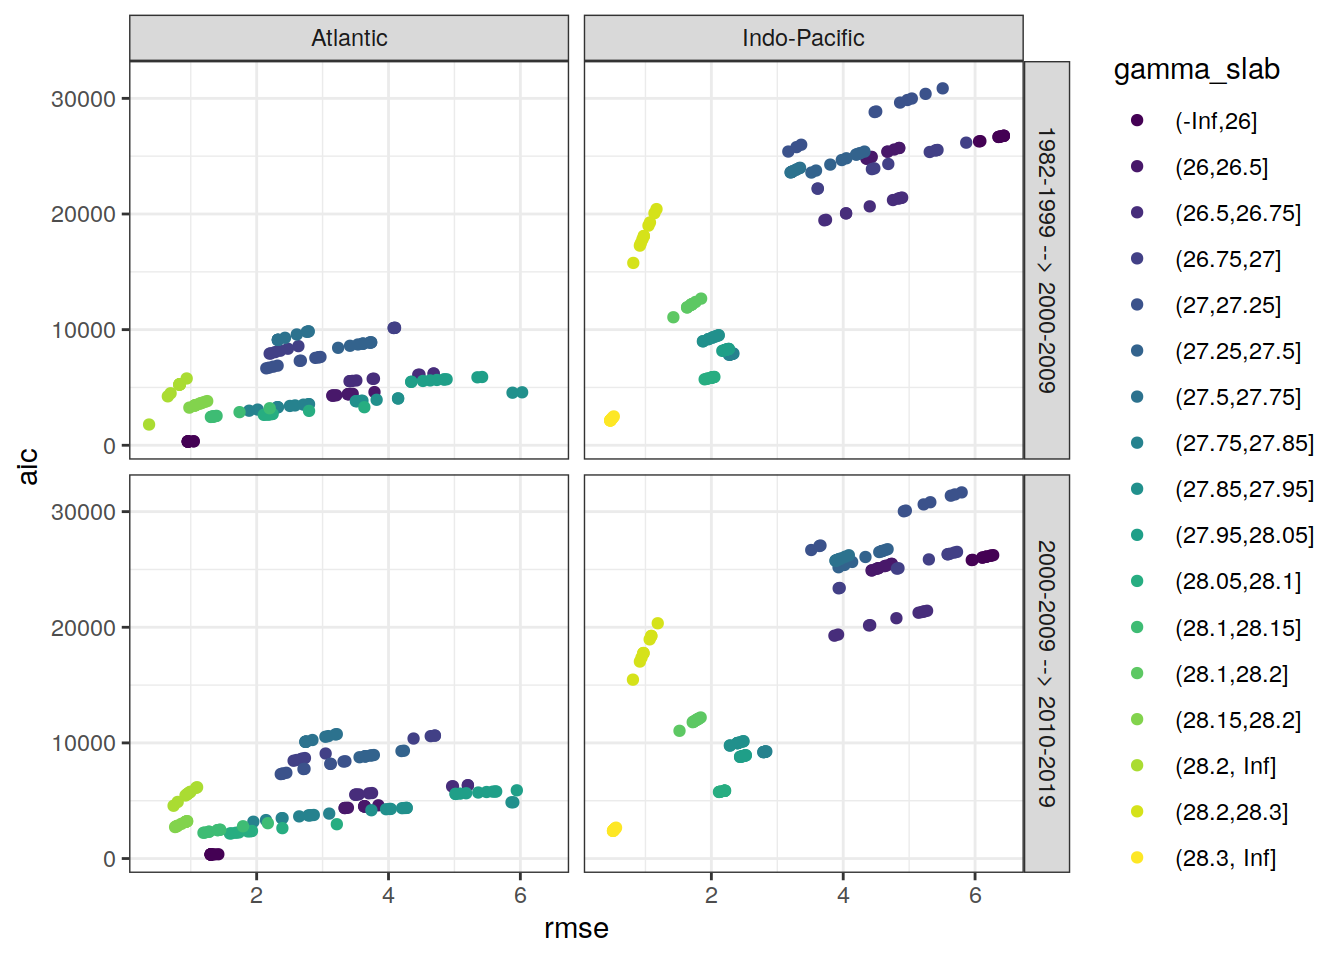 Atlantic
Indo-Pacific
30000
20000
10000
0
1982-1999 --> 2000-2009
30000
20000
10000
0
2000-2009 --> 2010-2019
2
4
6
2
4
6
rmse
aic
gamma_slab
(-Inf,26]
(26,26.5]
(26.5,26.75]
(26.75,27]
(27,27.25]
(27.25,27.5]
(27.5,27.75]
(27.75,27.85]
(27.85,27.95]
(27.95,28.05]
(28.05,28.1]
(28.1,28.15]
(28.1,28.2]
(28.15,28.2]
(28.2, Inf]
(28.2,28.3]
(28.3, Inf]